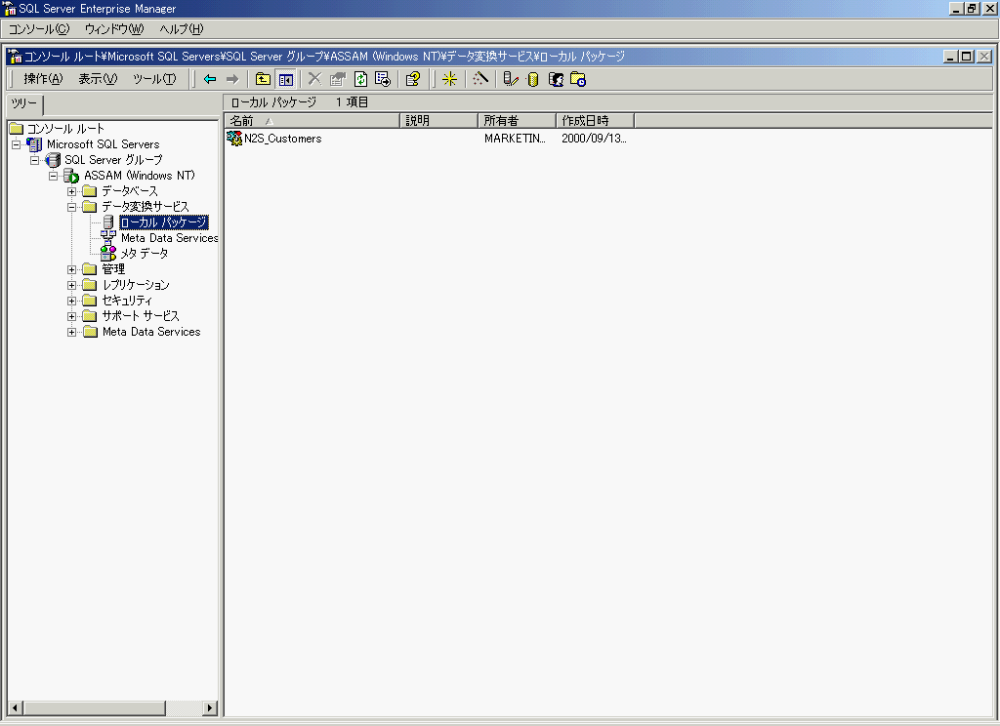 SQL Server Enterprise Manager
コンソール(C) ウィンドウ(W) ヘルプ(H)
コンソール ルート¥Microsoft SQL Servers¥SQL Server グループ¥ASSAM (Windows NT)¥データ変換サービス¥ローカル パッケージ
操作(A) 表示(V) ツール(T)
ツリー
ローカル パッケージ 1 項目
名前 説明 所有者 作成日時
N2S_Customers MARKETIN... 2000/09/13...
コンソール ルート
Microsoft SQL Servers
SQL Server グループ
ASSAM (Windows NT)
データベース
データ変換サービス
ローカル パッケージ
Meta Data Services
メタ データ
管理
レプリケーション
セキュリティ
サポート サービス
Meta Data Services